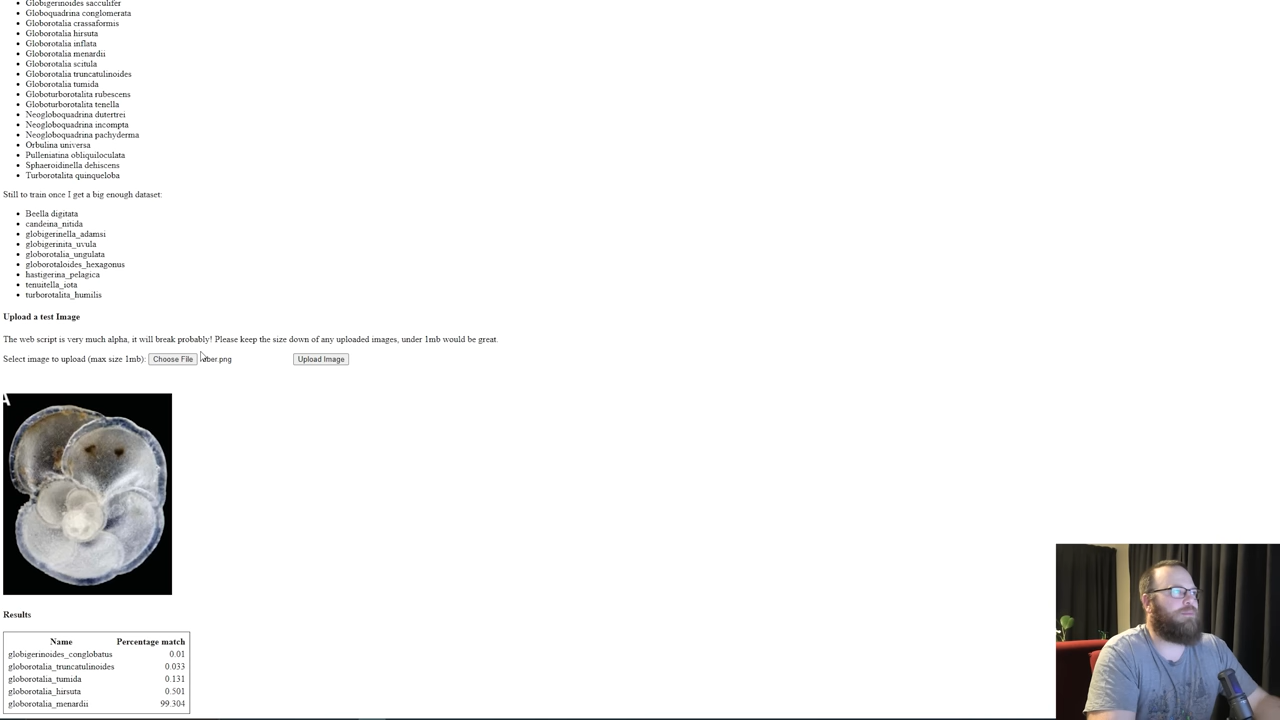 Globigerinoides sacculifer
Globoquadrina conglomerata
Globorotalia crassaformis
Globorotalia hirsuta
Globorotalia inflata
Globorotalia menardii
Globorotalia scitula
Globorotalia truncatulinoides
Globorotalia tumida
Globoturborotalita rubescens
Globoturborotalita tenella
Neogloboquadrina dutertrei
Neogloboquadrina incompta
Neogloboquadrina pachyderma
Orbulina universa
Pulleniatina obliquiloculata
Sphaeroidinella dehiscens
Turborotalita quinqueloba
Still to train once I get a big enough dataset:
Beella digitata
candeina_nitida
globigerinella_adamsi
globigerinita_uvula
globorotalia_ungulata
globorotaloides_hexagonus
hastigerina_pelagica
tenuitella_iota
turborotalita_humilis
Upload a test Image
The web script is very much alpha, it will break probably! Please keep the size down of any uploaded images, under 1mb would be great.
Select image to upload (max size 1mb): Choose File Upload Image
A
Results
Name Percentage match
globigerinoides_conglobatus 0.01
globorotalia_truncatulinoides 0.033
globorotalia_tumida 0.131
globorotalia_hirsuta 0.501
globorotalia_menardii 99.304